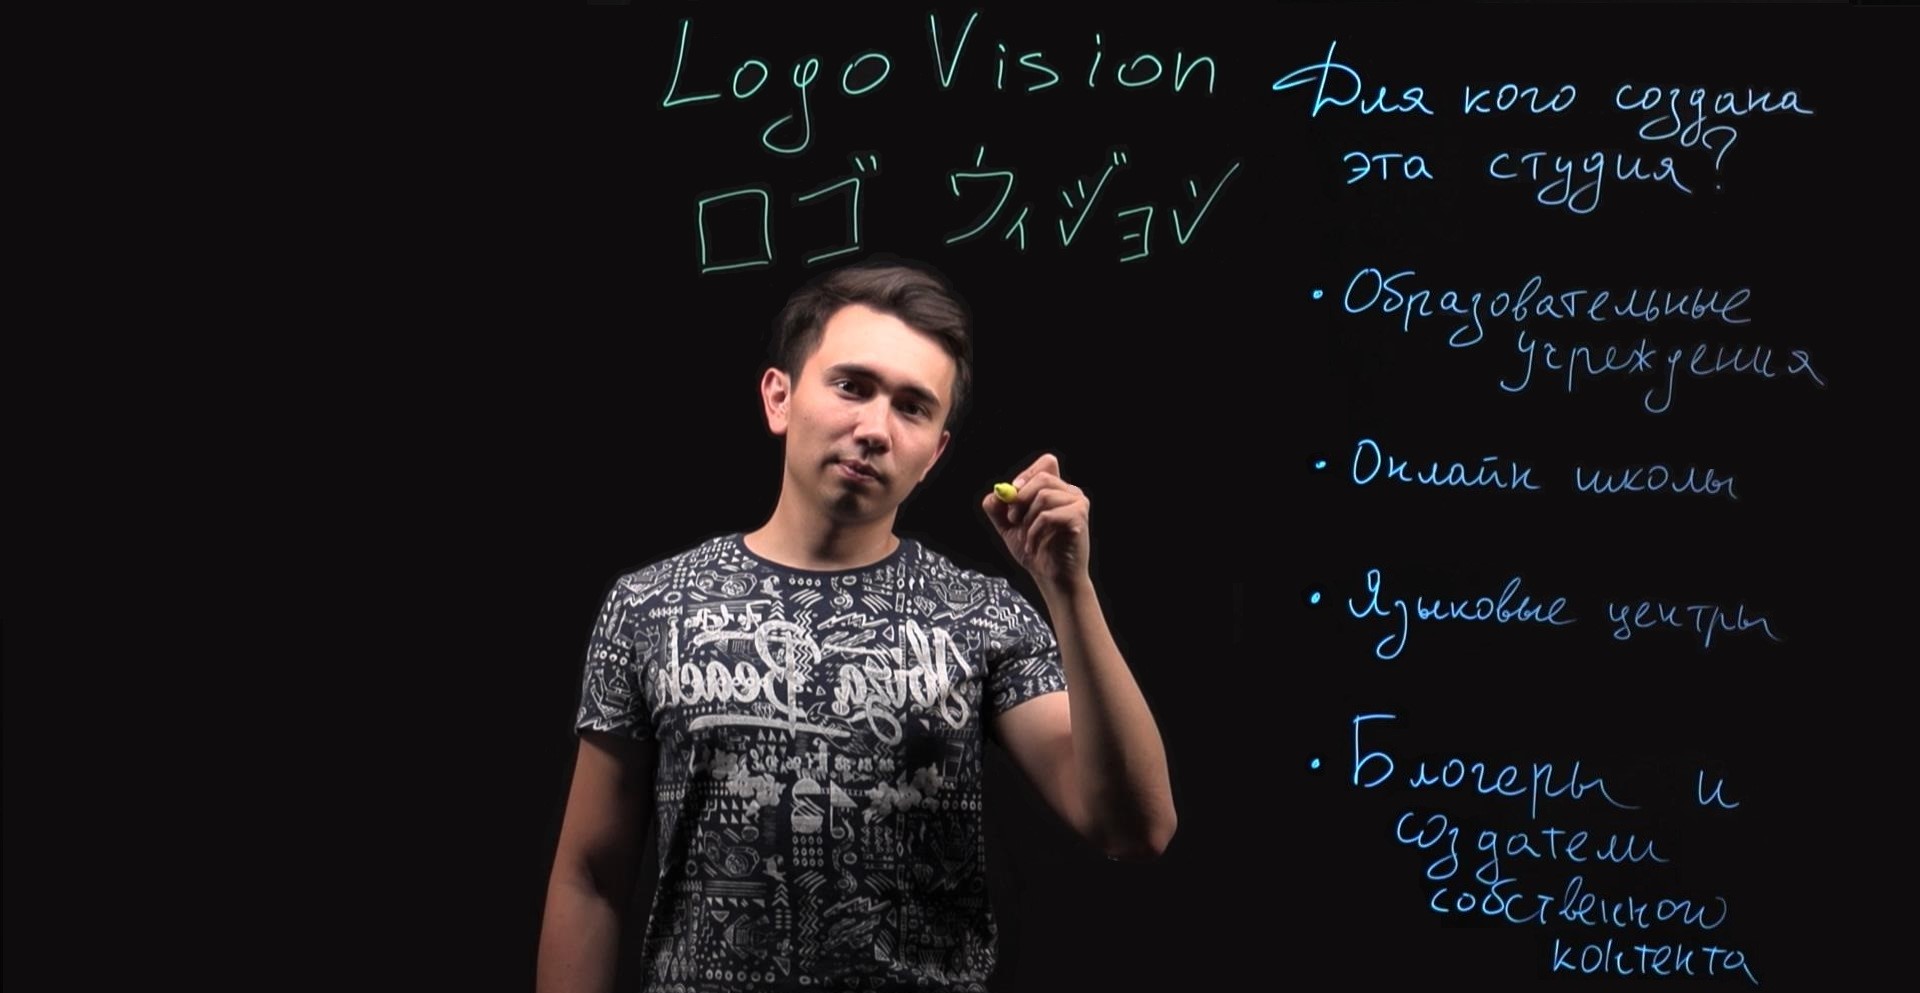 LogoVision
ロゴ ウィジョン
Для кого создана
эта студия?
• Образовательные
учреждения
• Онлайн школы
• Языковые центры
• Блогеры и
создатели
собственного
контента
Ibiza Beach